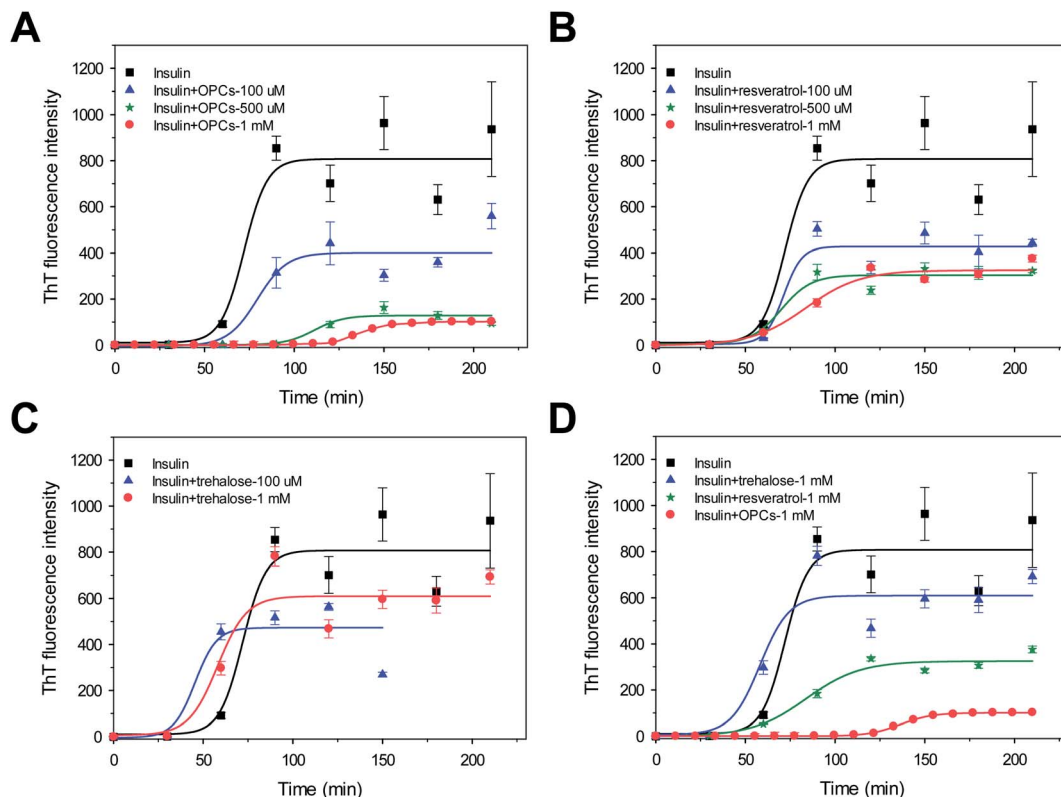 A
ThT fluorescence intensity
1200
1000
800
600
400
200
0
Insulin
Insulin+OPCs-100 uM
Insulin+OPCs-500 uM
Insulin+OPCs-1 mM
0 50 100 150 200
Time (min)
B
ThT fluorescence intensity
1200
1000
800
600
400
200
0
Insulin
Insulin+resveratrol-100 uM
Insulin+resveratrol-500 uM
Insulin+resveratrol-1 mM
0 50 100 150 200
Time (min)
C
ThT fluorescence intensity
1200
1000
800
600
400
200
0
Insulin
Insulin+trehalose-100 uM
Insulin+trehalose-1 mM
0 50 100 150 200
Time (min)
D
ThT fluorescence intensity
1200
1000
800
600
400
200
0
Insulin
Insulin+trehalose-1 mM
Insulin+resveratrol-1 mM
Insulin+OPCs-1 mM
0 50 100 150 200
Time (min)